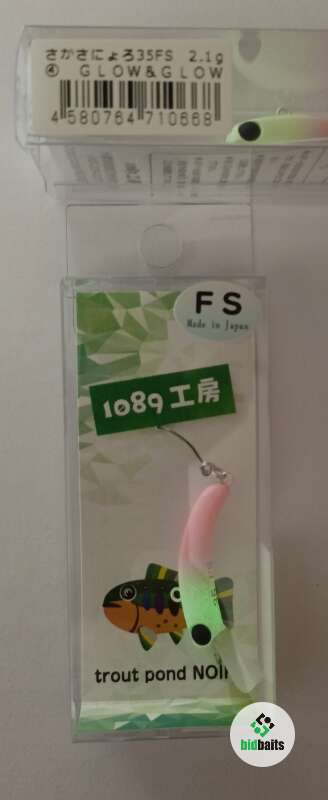 さかさにょろ35FS 2.1g
④ GLOW&GLOW
4 580764 710668
FS
Made in Japan
1089工房
trout pond
bidbaits